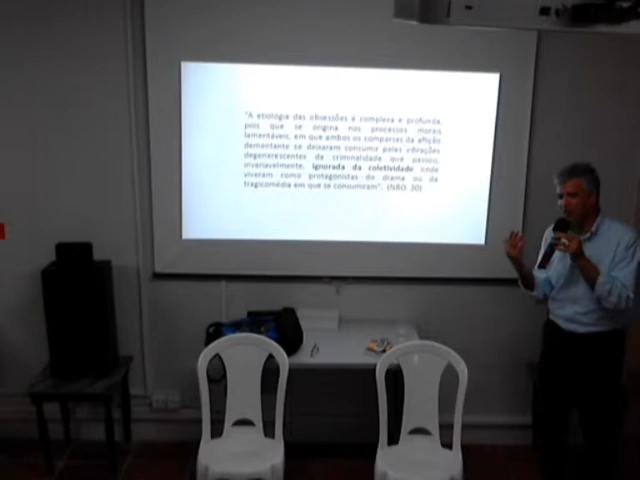 "A etiologia das obsessões é complexa e profunda,
pois que se origina nos processos morais
lamentáveis, em que ambos os comparsas da aflição
dementante se deixaram consumir pelas vibrações
degenerescentes da criminalidade que passou,
invariavelmente, ignorada da coletividade onde
viveram como protagonistas do drama ou da
tragicomédia em que se consumiram". (NBO. 30)